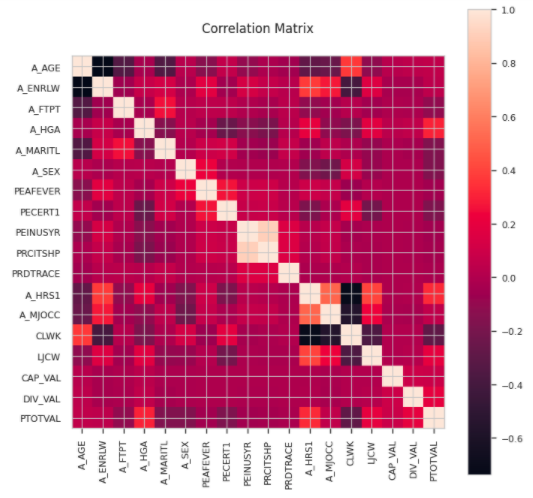 Correlation Matrix
A_AGE
A_ENRLW
A_FTPT
A_HGA
A_MARITL
A_SEX
PEAFEVER
PECERT1
PEINUSYR
PRCITSHP
PRDTRACE
A_HRS1
A_MJOCC
CLWK
LJCW
CAP_VAL
DIV_VAL
PTOTVAL
A_AGE A_ENRLW A_FTPT A_HGA A_MARITL A_SEX PEAFEVER PECERT1 PEINUSYR PRCITSHP PRDTRACE A_HRS1 A_MJOCC CLWK LJCW CAP_VAL DIV_VAL PTOTVAL
1.0
0.8
0.6
0.4
0.2
0.0
−0.2
−0.4
−0.6